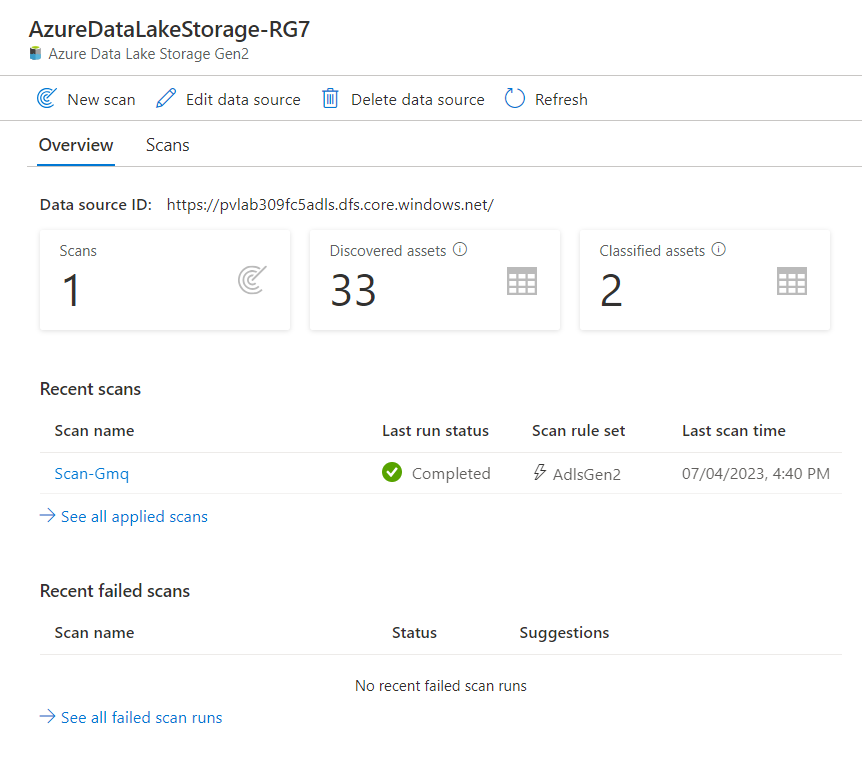 AzureDataLakeStorage-RG7
Azure Data Lake Storage Gen2
New scan Edit data source Delete data source Refresh
Overview Scans
Data source ID: https://pvlab309fc5adls.dfs.core.windows.net/
Scans Discovered assets Classified assets
1 33 2
Recent scans
Scan name Last run status Scan rule set Last scan time
Scan-Gmq Completed AdlsGen2 07/04/2023, 4:40 PM
See all applied scans
Recent failed scans
Scan name Status Suggestions
No recent failed scan runs
See all failed scan runs